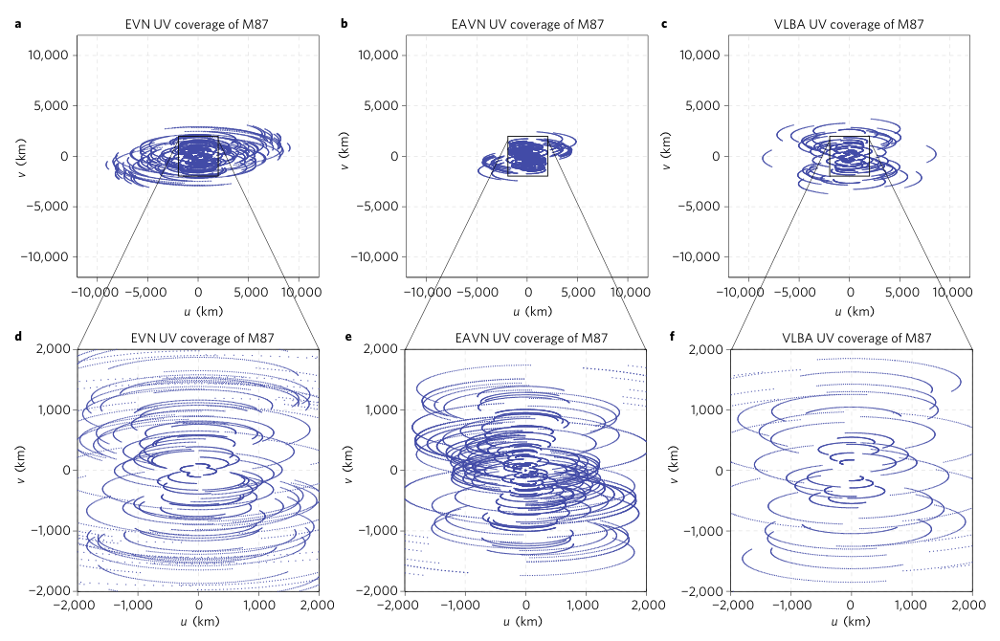 a EVN UV coverage of M87
10,000
5,000
0
−5,000
−10,000
v (km)
−10,000 −5,000 0 5,000 10,000
u (km)
b EAVN UV coverage of M87
10,000
5,000
0
−5,000
−10,000
v (km)
−10,000 −5,000 0 5,000 10,000
u (km)
c VLBA UV coverage of M87
10,000
5,000
0
−5,000
−10,000
v (km)
−10,000 −5,000 0 5,000 10,000
u (km)
d EVN UV coverage of M87
2,000
1,000
0
−1,000
−2,000
v (km)
−2,000 −1,000 0 1,000 2,000
u (km)
e EAVN UV coverage of M87
2,000
1,000
0
−1,000
−2,000
v (km)
−2,000 −1,000 0 1,000 2,000
u (km)
f VLBA UV coverage of M87
2,000
1,000
0
−1,000
−2,000
v (km)
−2,000 −1,000 0 1,000 2,000
u (km)